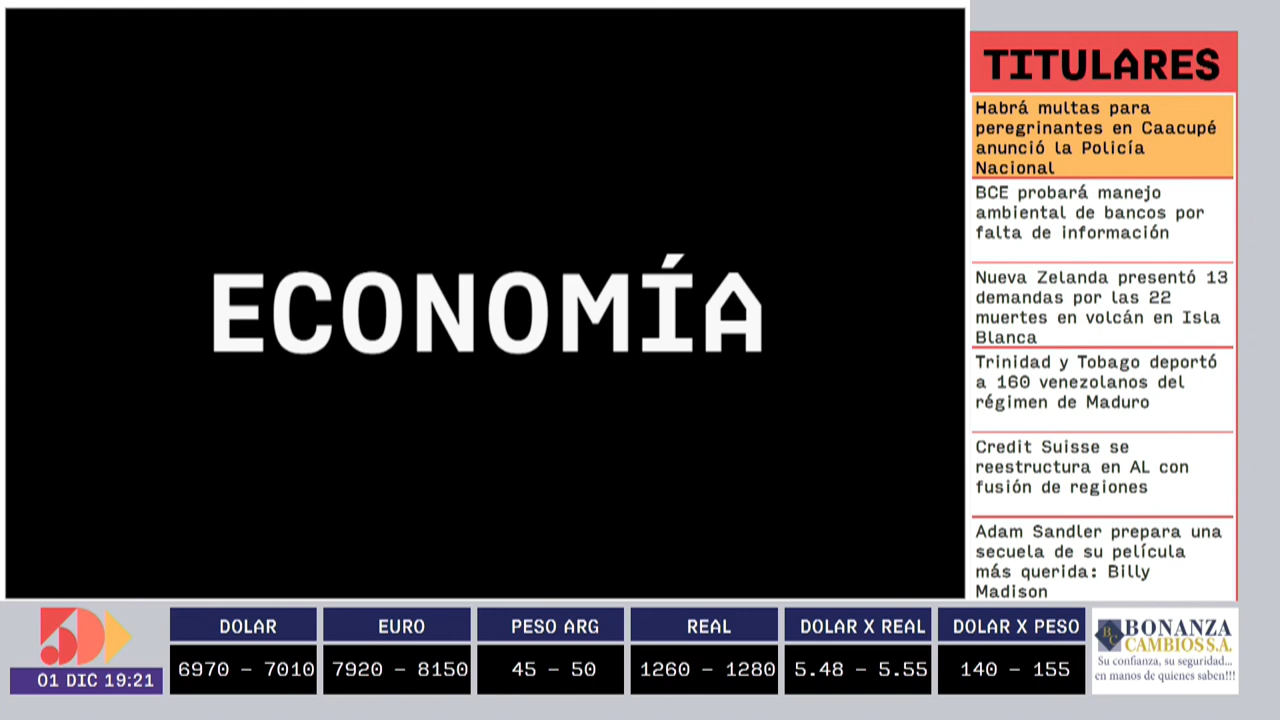 ECONOMÍA
TITULARES
Habrá multas para
peregrinantes en Caacupé
anunció la Policía
Nacional
BCE probará manejo
ambiental de bancos por
falta de información
Nueva Zelanda presentó 13
demandas por las 22
muertes en volcán en Isla
Blanca
Trinidad y Tobago deportó
a 160 venezolanos del
régimen de Maduro
Credit Suisse se
reestructura en AL con
fusión de regiones
Adam Sandler prepara una
secuela de su película
más querida: Billy
Madison
5D
01 DIC 19:21
DOLAR
6970 - 7010
EURO
7920 - 8150
PESO ARG
45 - 50
REAL
1260 - 1280
DOLAR X REAL
5.48 - 5.55
DOLAR X PESO
140 - 155
BC
BONANZA
CAMBIOS S.A.
Su confianza, su seguridad...
en manos de quienes saben!!!